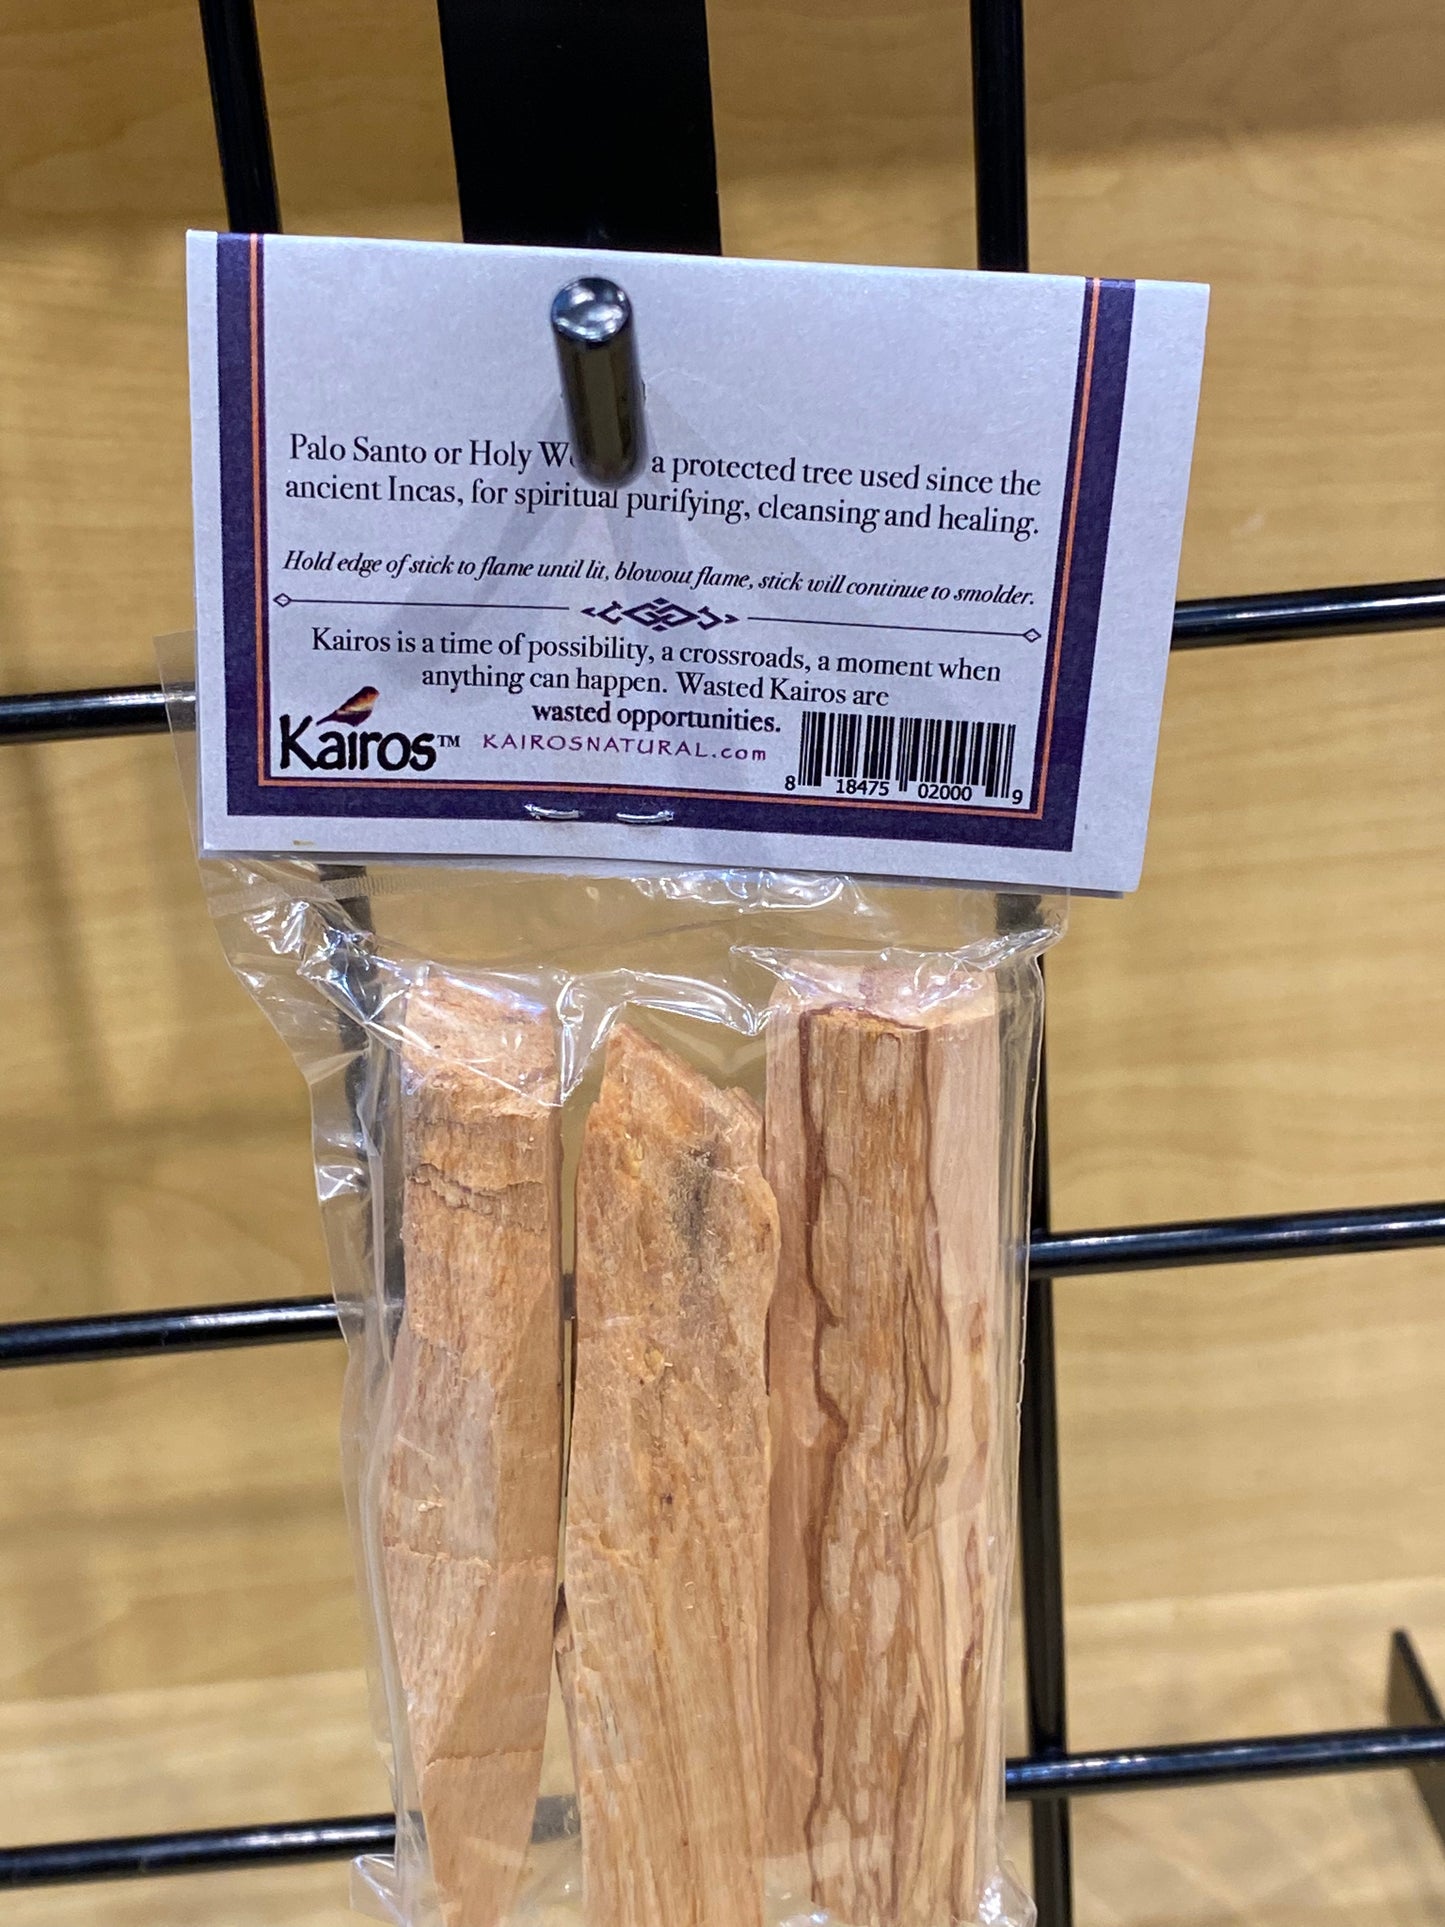 Palo Santo or Holy a protected tree used since the
ancient Incas, for spiritual purifying, cleansing and healing.
Hold edge of stick to flame until lit, blowout flame, stick will continue to smolder.
Kairos is a time of possibility, a crossroads, a moment when
anything can happen. Wasted Kairos are
wasted opportunities.
Kairos™ KAIROSNATURAL.com
8 18475 02000 9